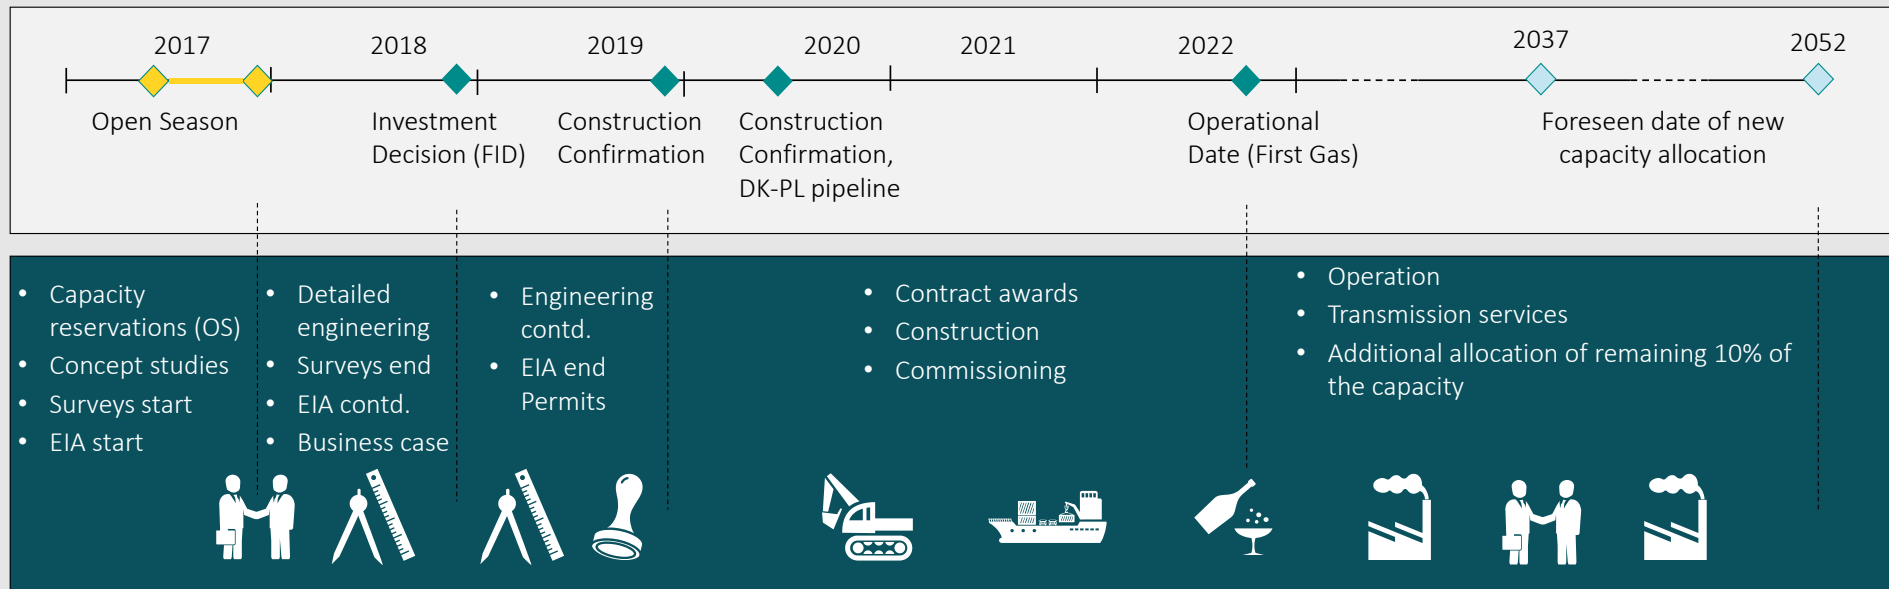 2017
2018
2019
2020
2021
2022
2037
2052
Open Season
Investment
Decision (FID)
Construction
Confirmation
Construction
Confirmation,
DK-PL pipeline
Operational
Date (First Gas)
Foreseen date of new
capacity allocation
• Capacity
reservations (OS)
• Concept studies
• Surveys start
• EIA start
• Detailed
engineering
• Surveys end
• EIA contd.
• Business case
• Engineering
contd.
• EIA end
Permits
• Contract awards
• Construction
• Commissioning
• Operation
• Transmission services
• Additional allocation of remaining 10% of
the capacity